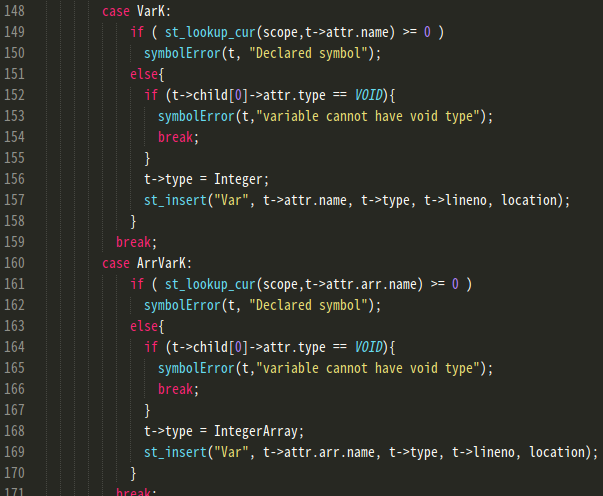 148 case VarK:
149 if ( st_lookup_cur(scope,t->attr.name) >= 0 )
150 symbolError(t, "Declared symbol");
151 else{
152 if (t->child[0]->attr.type == VOID){
153 symbolError(t,"variable cannot have void type");
154 break;
155 }
156 t->type = Integer;
157 st_insert("Var", t->attr.name, t->type, t->lineno, location);
158 }
159 break;
160 case ArrVarK:
161 if ( st_lookup_cur(scope,t->attr.arr.name) >= 0 )
162 symbolError(t, "Declared symbol");
163 else{
164 if (t->child[0]->attr.type == VOID){
165 symbolError(t,"variable cannot have void type");
166 break;
167 }
168 t->type = IntegerArray;
169 st_insert("Var", t->attr.arr.name, t->type, t->lineno, location);
170 }
171 break;